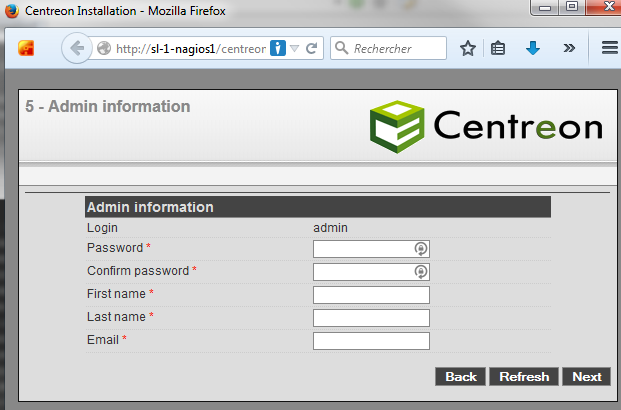 Centreon Installation - Mozilla Firefox
http://sl-1-nagios1/centreor
Rechercher
5 - Admin information
Centreon
Admin information
Login admin
Password *
Confirm password *
First name *
Last name *
Email *
Back Refresh Next